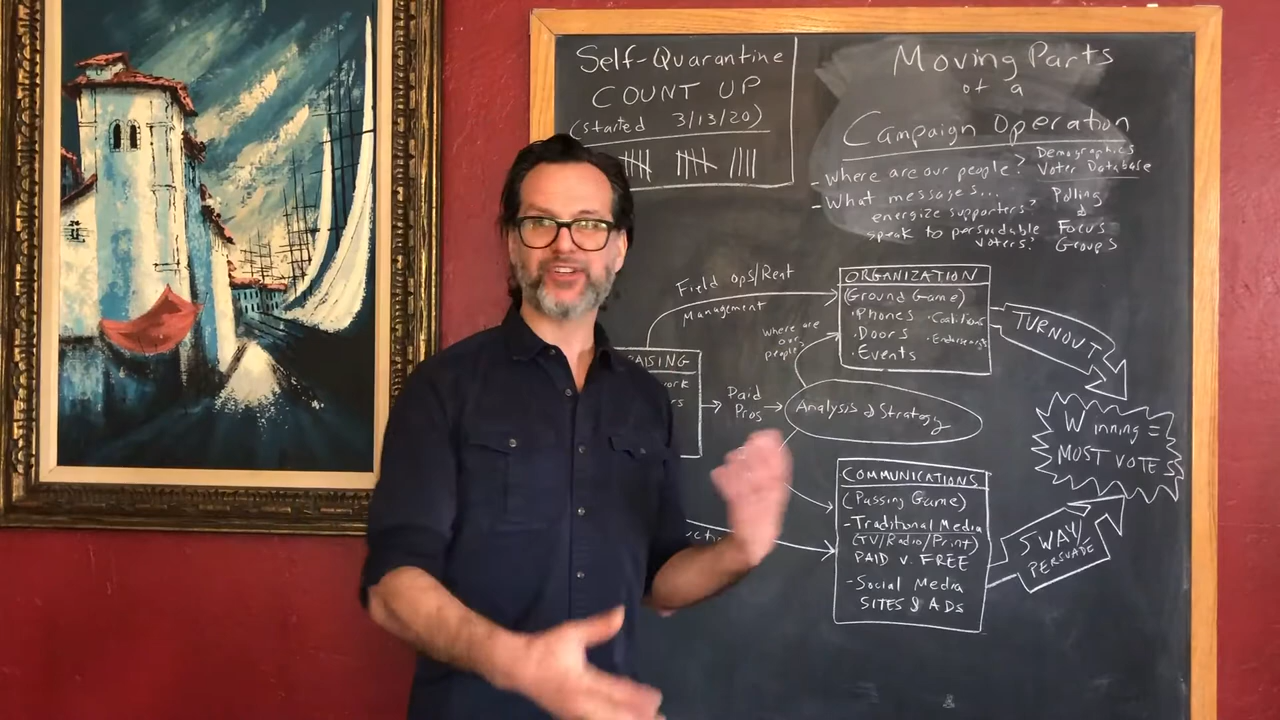 Self-Quarantine
COUNT UP
(started 3/13/20)
Moving Parts
of a
Campaign Operation
- Where are our people? Demographics
Voter Database
- What messages... Polling
energize supporters? &
speak to persuadable Focus
voters? Groups
Field ops/Rent
Management
ORGANIZATION
(Ground Game)
• Phones • Coalitions
• Doors • Endorsements
• Events
TURNOUT
where are
our
people?
Paid
Pros
Analysis & Strategy
Winning =
MOST VOTES
COMMUNICATIONS
(Passing Game)
- Traditional Media
(TV/Radio/Print)
PAID v. FREE
- Social Media
SITES & ADs
SWAY/
PERSUADE